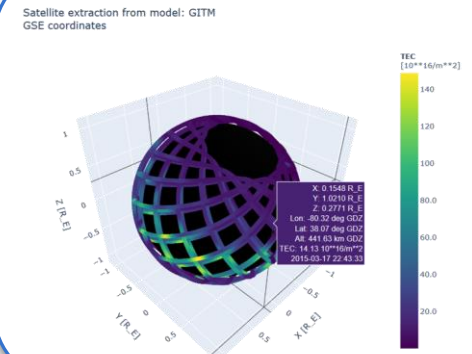 Satellite extraction from model: GITM
GSE coordinates
TEC
[10**16/m**2]
140
120
100
80.0
60.0
40.0
20.0
Z [R_E]
1
0.5
0
−0.5
−1
X: 0.1548 R_E
Y: 1.0210 R_E
Z: 0.2771 R_E
Lon: -80.32 deg GDZ
Lat: 38.07 deg GDZ
Alt: 441.63 km GDZ
TEC: 14.13 10**16/m**2
2015-03-17 22:43:33
−1
−0.5
0
0.5
Y [R_E]
−1
−0.5
0
0.5
X [R_E]